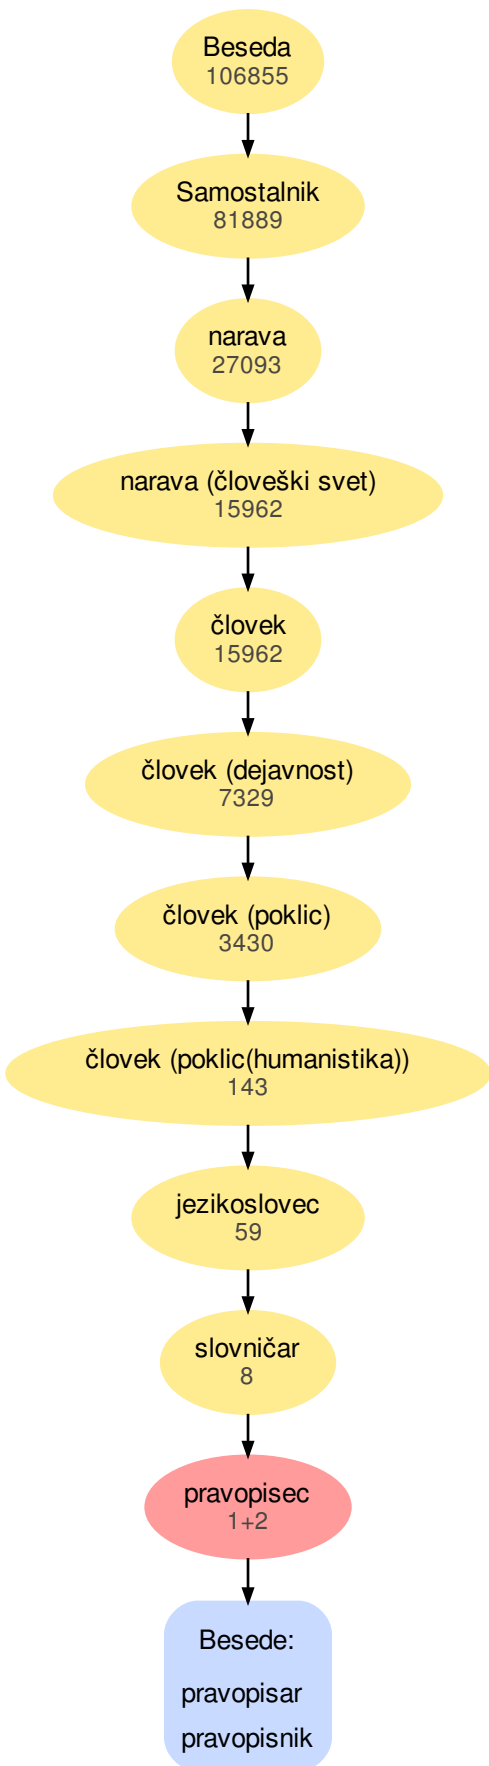 Beseda
106855
Samostalnik
81889
narava
27093
narava (človeški svet)
15962
človek
15962
človek (dejavnost)
7329
človek (poklic)
3430
človek (poklic(humanistika))
143
jezikoslovec
59
slovničar
8
pravopisec
1+2
Besede:
pravopisar
pravopisnik